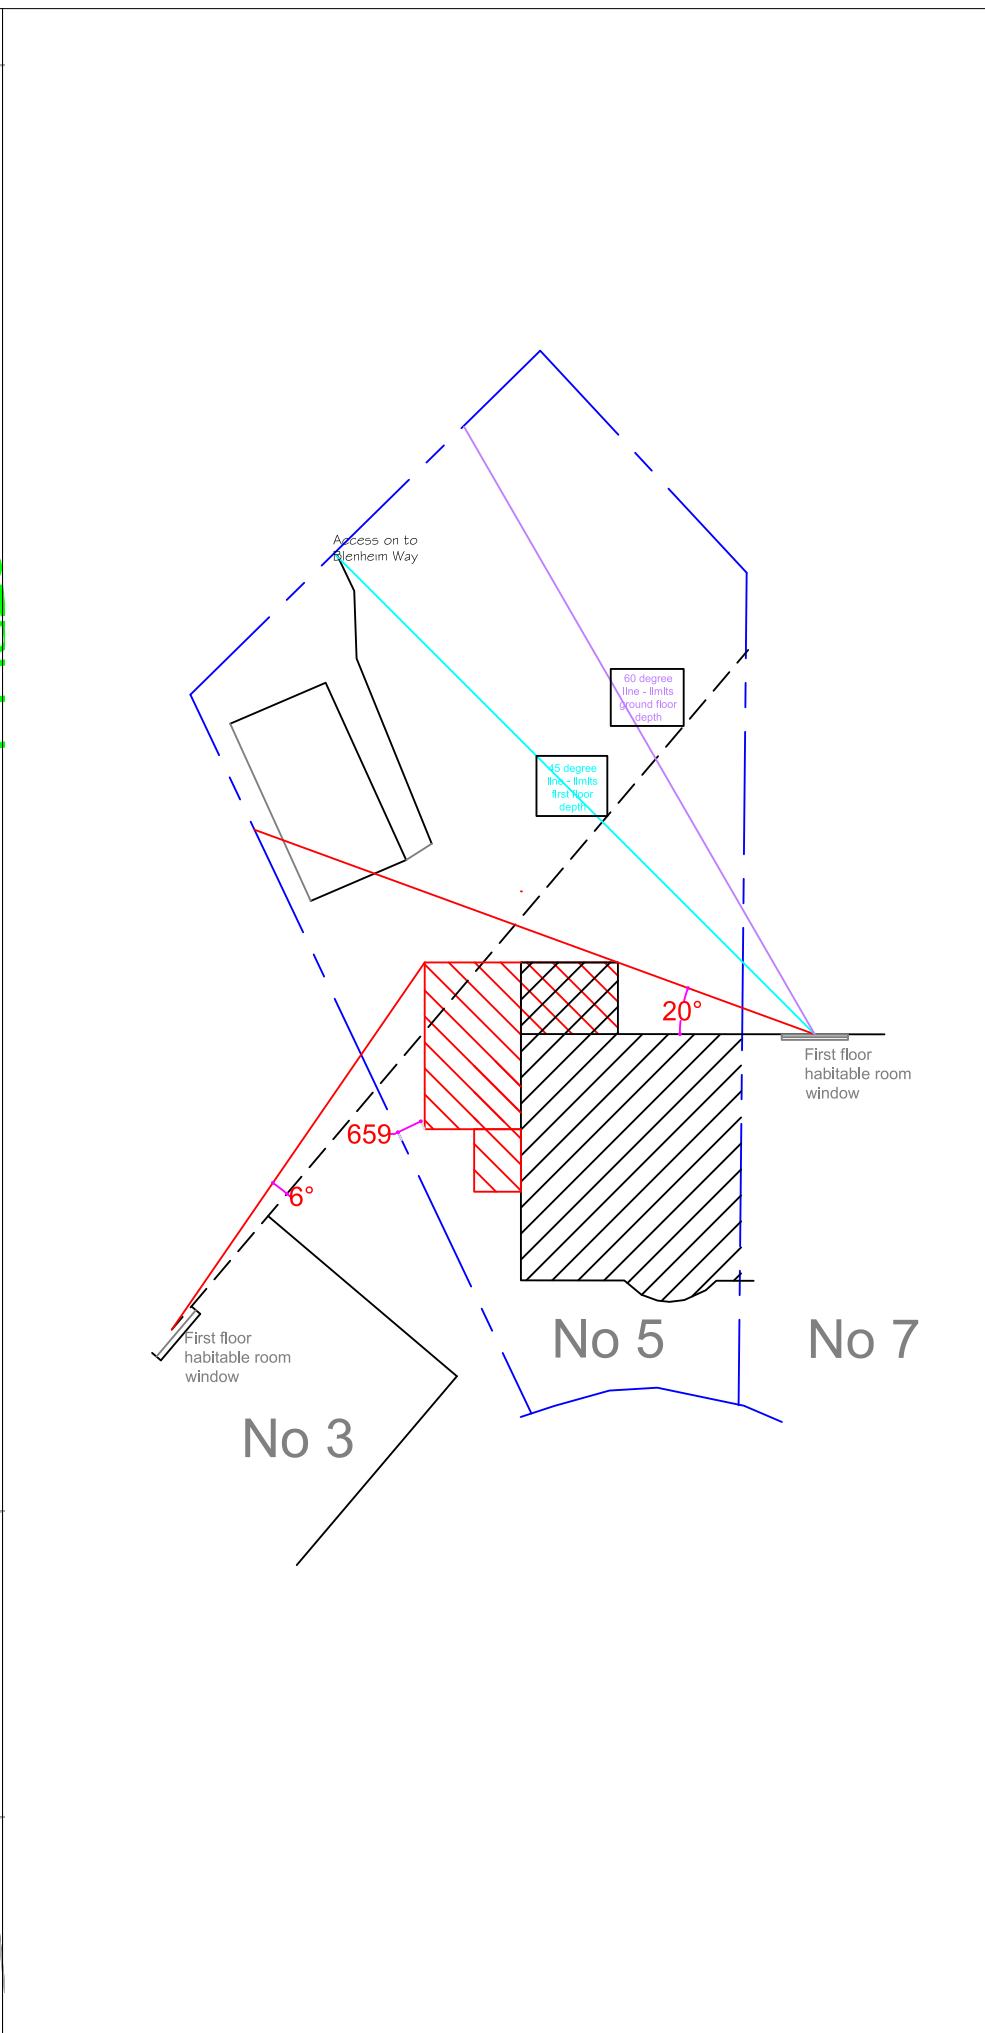 Access on to
Blenheim Way
60 degree
line - limits
ground floor
depth
45 degree
line - limits
first floor
depth
20°
First floor
habitable room
window
659
6°
No 5
No 7
First floor
habitable room
window
No 3